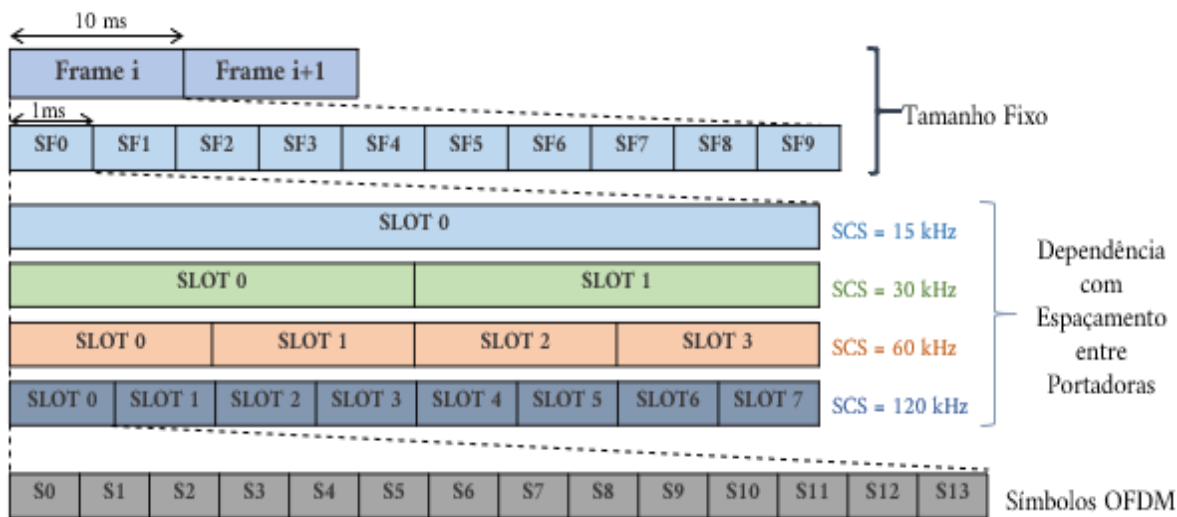 10 ms
Frame i Frame i+1
Tamanho Fixo
1ms
SF0 SF1 SF2 SF3 SF4 SF5 SF6 SF7 SF8 SF9
SLOT 0 SCS = 15 kHz
SLOT 0 SLOT 1 SCS = 30 kHz
SLOT 0 SLOT 1 SLOT 2 SLOT 3 SCS = 60 kHz
SLOT 0 SLOT 1 SLOT 2 SLOT 3 SLOT 4 SLOT 5 SLOT6 SLOT 7 SCS = 120 kHz
Dependência
com
Espaçamento
entre
Portadoras
S0 S1 S2 S3 S4 S5 S6 S7 S8 S9 S10 S11 S12 S13
Símbolos OFDM